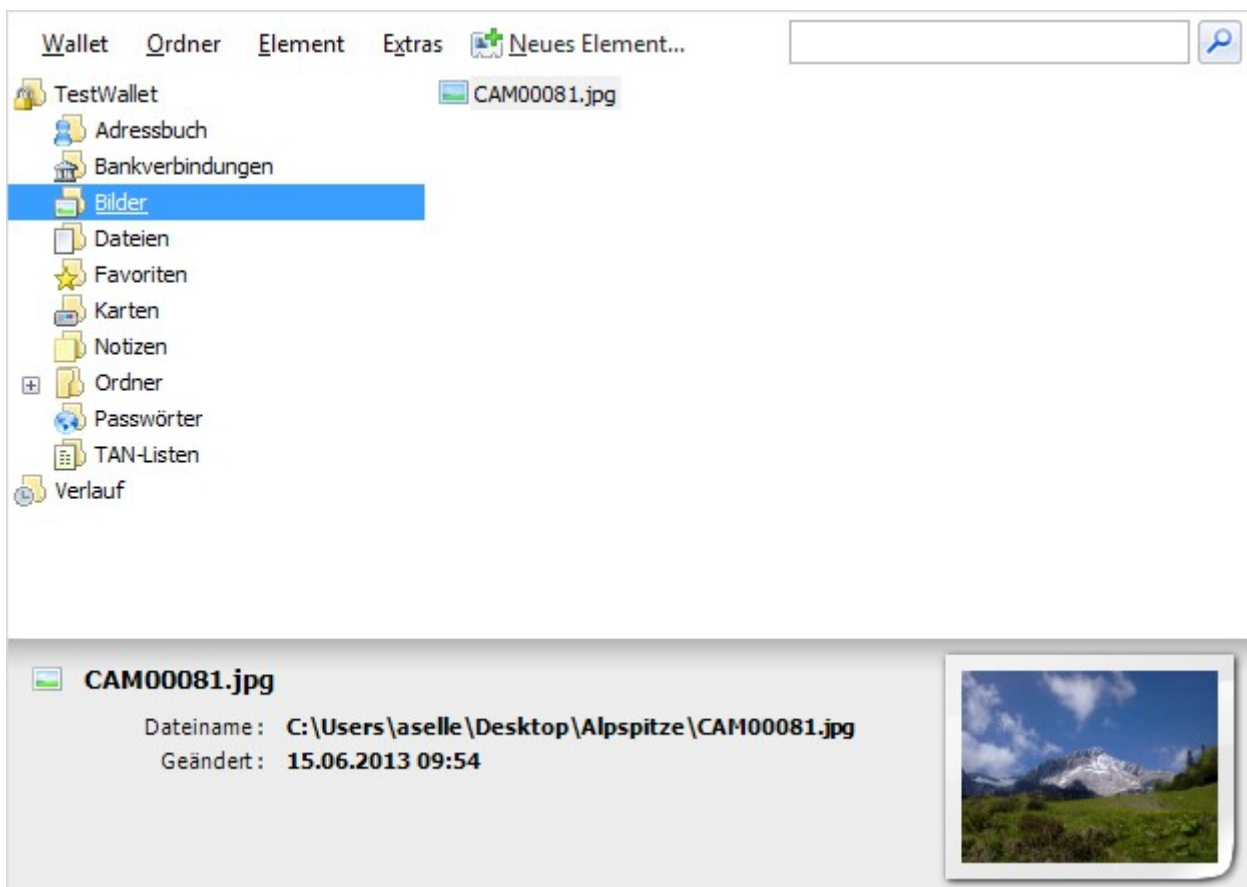 Wallet Ordner Element Extras Neues Element...
TestWallet
Adressbuch
Bankverbindungen
Bilder
Dateien
Favoriten
Karten
Notizen
Ordner
Passwörter
TAN-Listen
Verlauf
CAM00081.jpg
CAM00081.jpg
Dateiname: C:\Users\aselle\Desktop\Alpspitze\CAM00081.jpg
Geändert: 15.06.2013 09:54